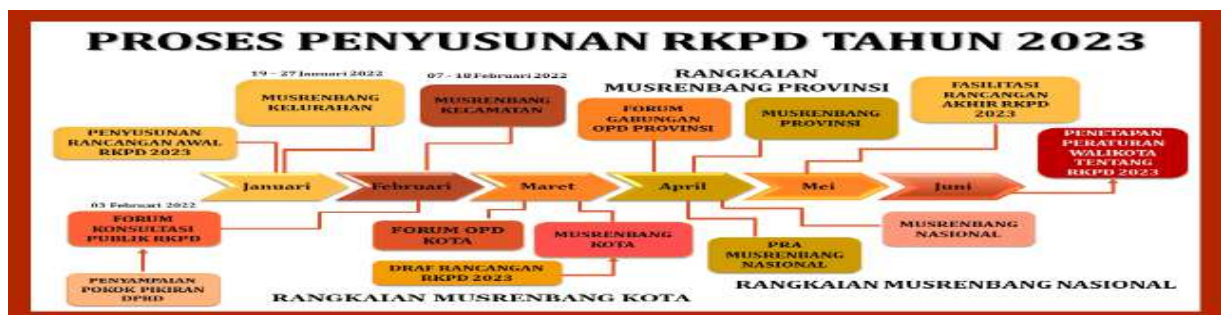 PROSES PENYUSUNAN RKPD TAHUN 2023
19 – 27 Januari 2022
MUSRENBANG
KELURAHAN
07 - 18 Februari 2022
MUSRENBANG
KECAMATAN
RANGKAIAN
MUSRENBANG PROVINSI
FORUM
GABUNGAN
OPD PROVINSI
MUSRENBANG
PROVINSI
FASILITASI
RANCANGAN
AKHIR RKPD
2023
PENYUSUNAN
RANCANGAN AWAL
RKPD 2023
PENETAPAN
PERATURAN
WALIKOTA
TENTANG
RKPD 2023
Januari
Februari
Maret
April
Mei
Juni
03 Februari 2022
FORUM
KONSULTASI
PUBLIK RKPD
FORUM OPD
KOTA
MUSRENBANG
KOTA
PRA
MUSRENBANG
NASIONAL
MUSRENBANG
NASIONAL
PENYAMPAIAN
POKOK PIKIRAN
DPRD
DRAF RANCANGAN
RKPD 2023
RANGKAIAN MUSRENBANG KOTA
RANGKAIAN MUSRENBANG NASIONAL